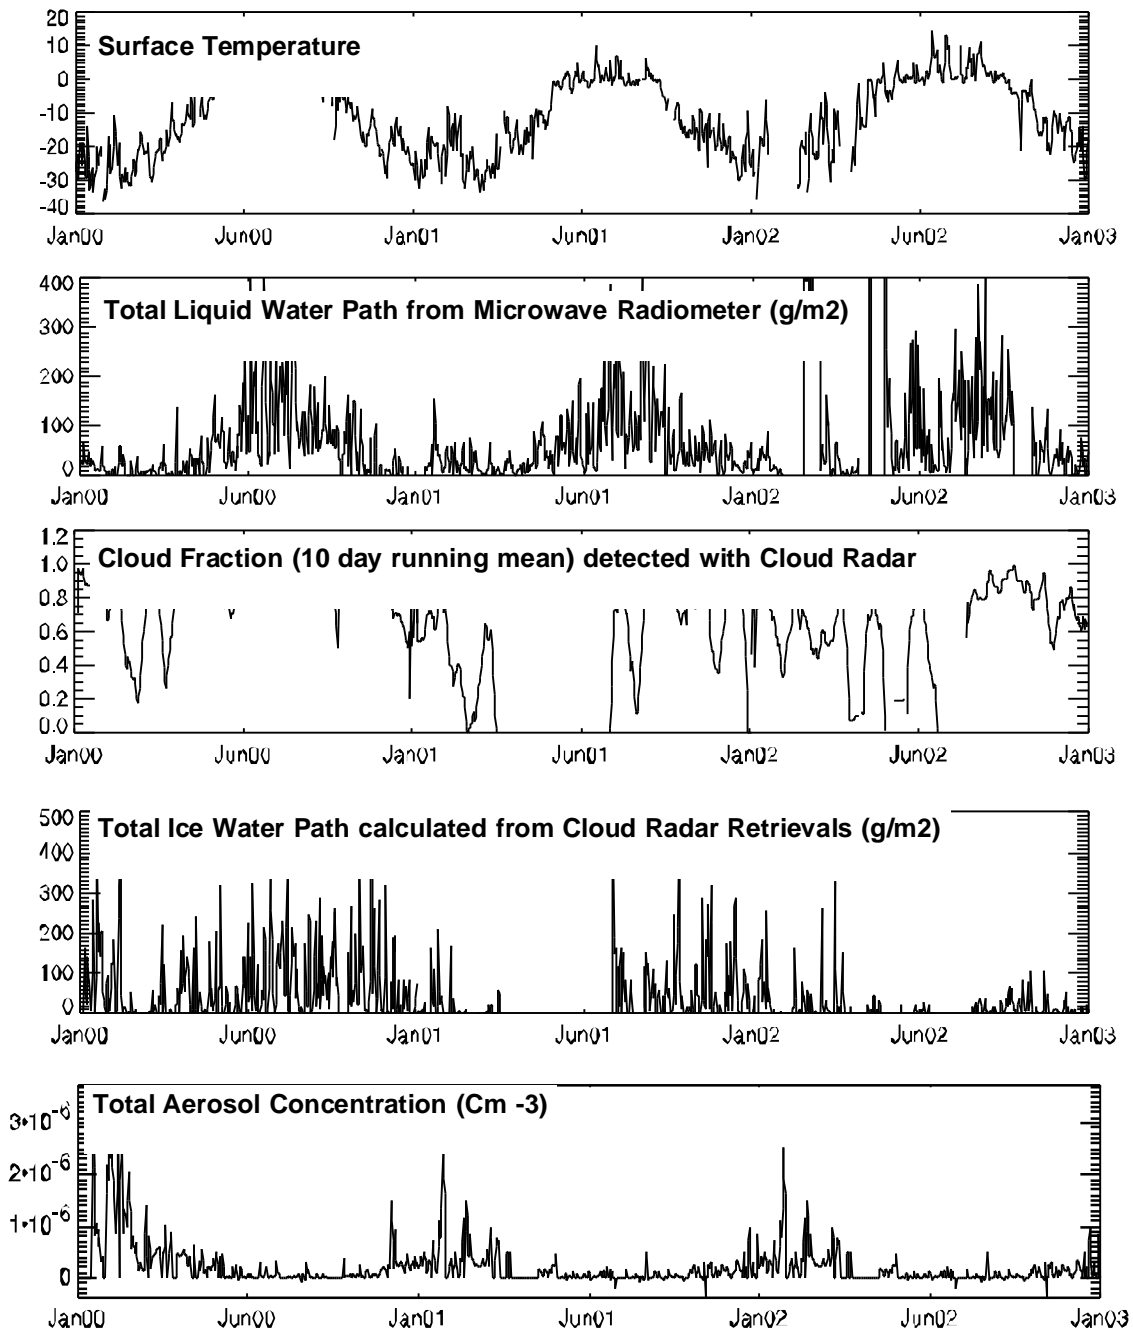 20
Surface Temperature
10
0
-10
-20
-30
-40
Jan00 Jun00 Jan01 Jun01 Jan02 Jun02 Jan03
400
Total Liquid Water Path from Microwave Radiometer (g/m2)
300
200
100
0
Jan00 Jun00 Jan01 Jun01 Jan02 Jun02 Jan03
1.2
Cloud Fraction (10 day running mean) detected with Cloud Radar
1.0
0.8
0.6
0.4
0.2
0.0
Jan00 Jun00 Jan01 Jun01 Jan02 Jun02 Jan03
500
Total Ice Water Path calculated from Cloud Radar Retrievals (g/m2)
400
300
200
100
0
Jan00 Jun00 Jan01 Jun01 Jan02 Jun02 Jan03
Total Aerosol Concentration (Cm -3)
3•10-6
2•10-6
1•10-6
0
Jan00 Jun00 Jan01 Jun01 Jan02 Jun02 Jan03